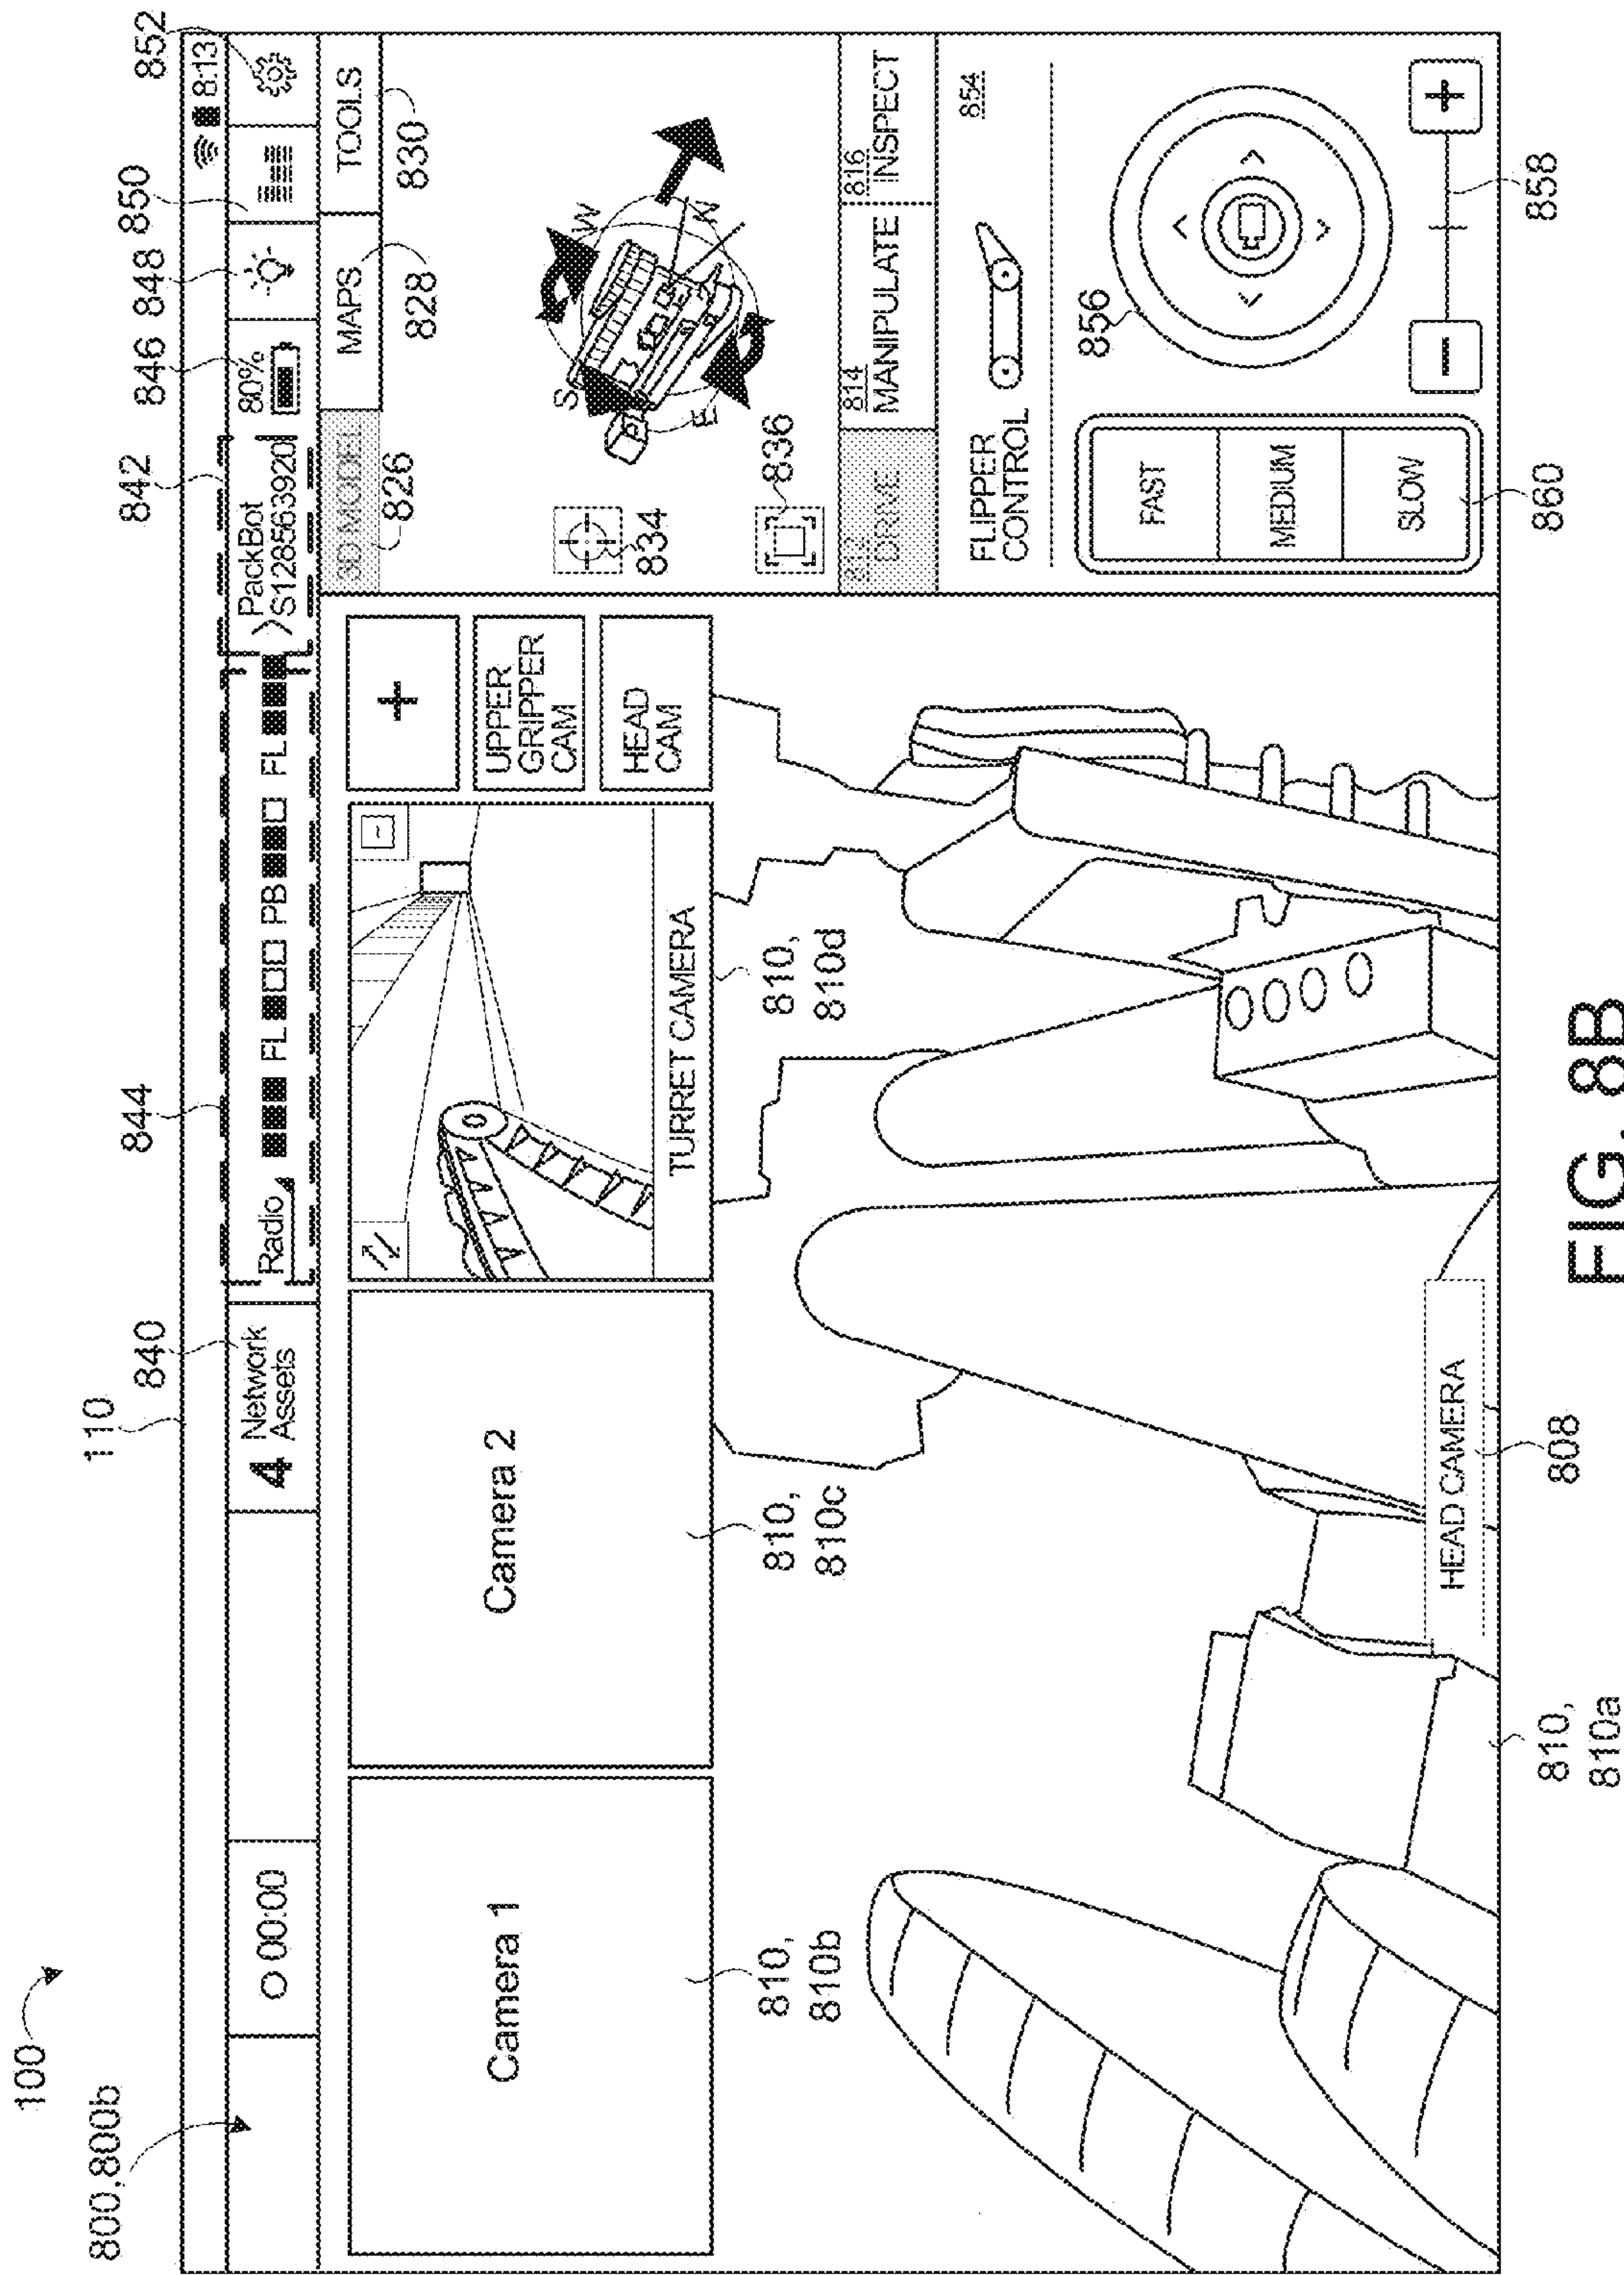 100
110
800,800b
840
844
842
846
848
850
852
8:13
○ 00:00
4 Network
Assets
Radio
FL
PB
FL
PackBot
S128563920
80%
3D MODEL
MAPS
TOOLS
826
828
830
Camera 1
Camera 2
TURRET CAMERA
+
UPPER
GRIPPER
CAM
HEAD
CAM
810,
810b
810,
810c
810,
810d
S
W
N
E
834
836
DRIVE
814
MANIPULATE
816
INSPECT
FLIPPER
CONTROL
854
856
FAST
MEDIUM
SLOW
−
+
858
860
HEAD CAMERA
808
810,
810a
FIG. 8B